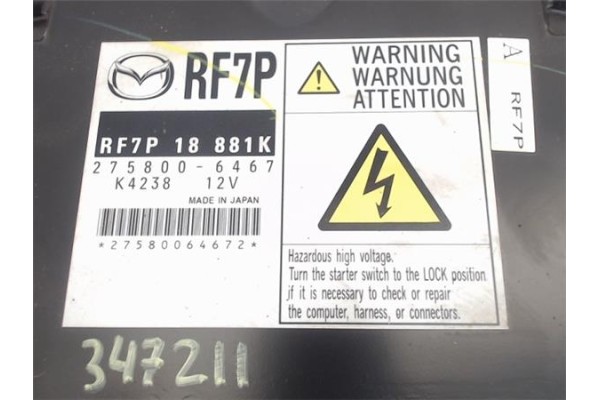 RF7P
RF7P 18 881K
275800-6467
K4238 12V
MADE IN JAPAN
*27580064672*
WARNING
WARNUNG
ATTENTION
Hazardous high voltage.
Turn the starter switch to the LOCK position
if it is necessary to check or repair
the computer, harness, or connectors.
A RF7P
347211